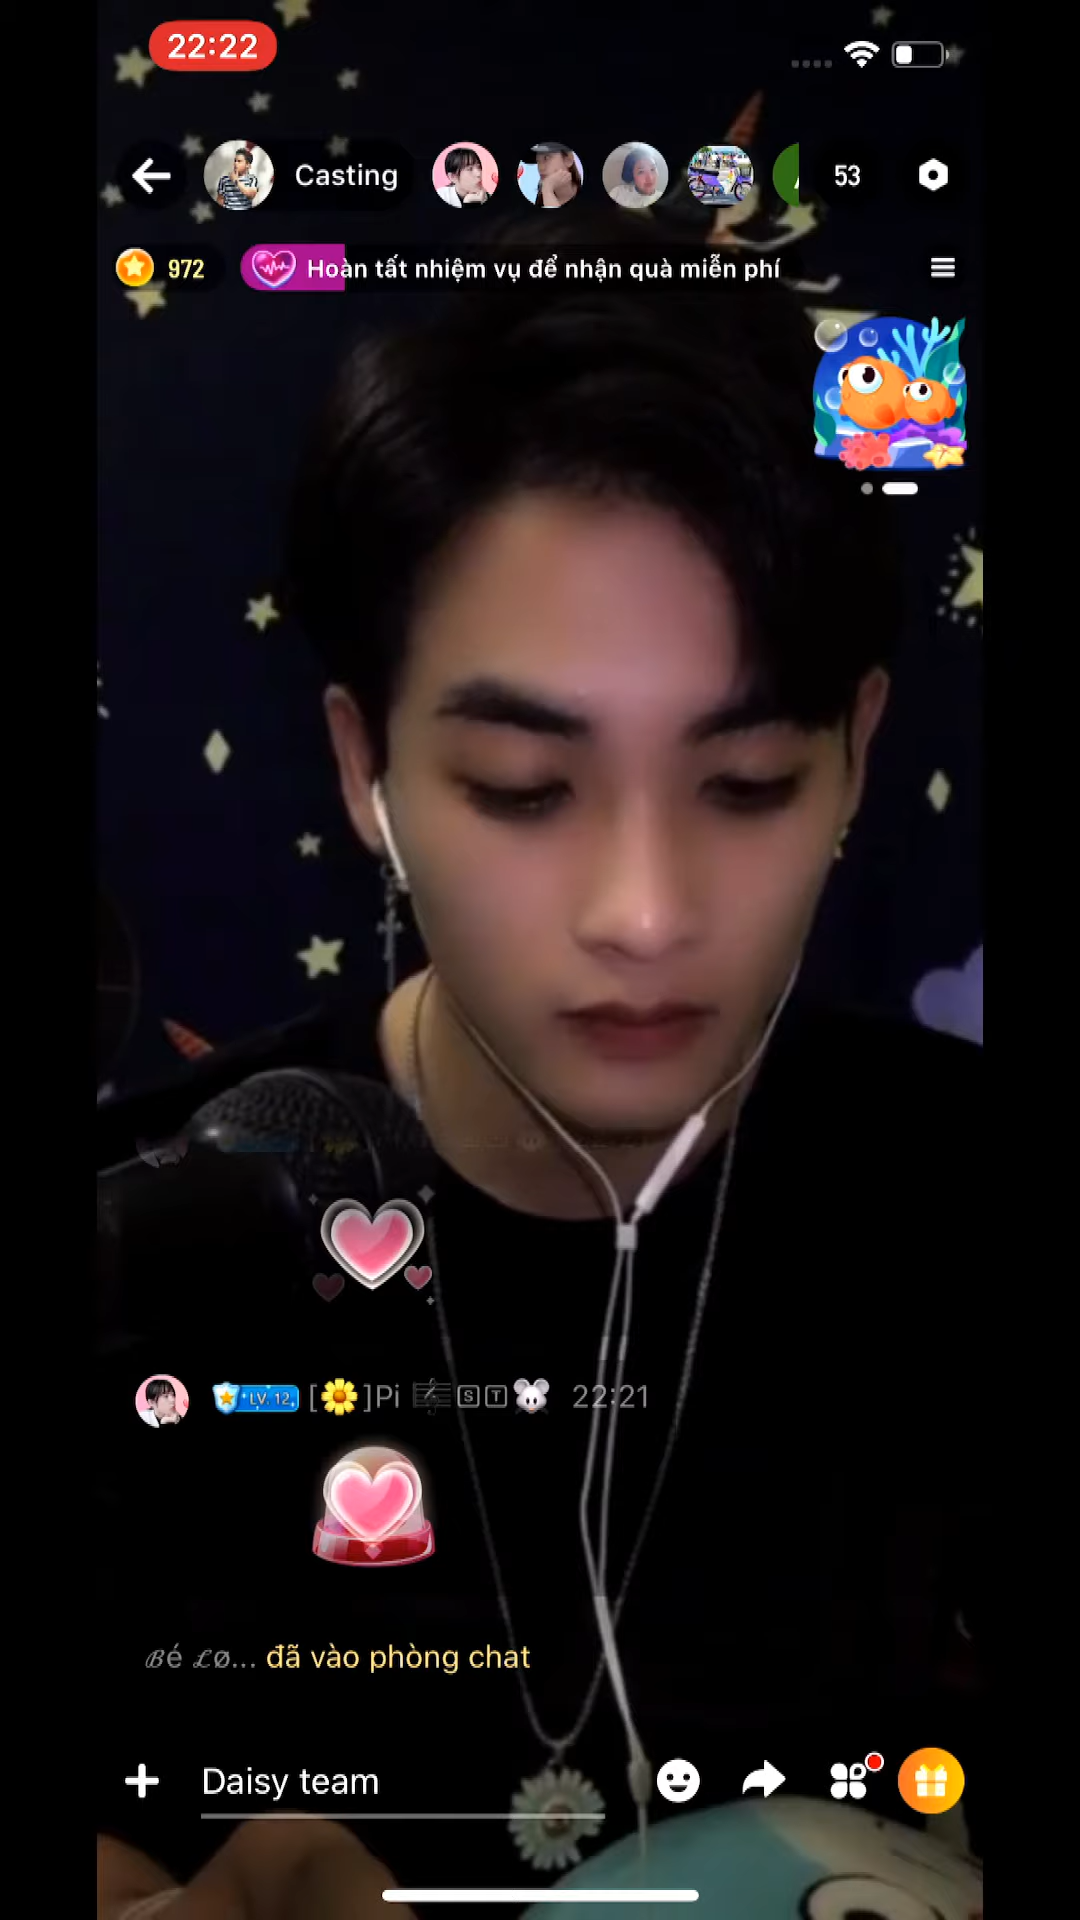 22:22
Casting
53
972
Hoàn tất nhiệm vụ để nhận quà miễn phí
LV. 12 [🌼]Pi 🎼🅂🅃🐭 22:21
ℬé ℒø... đã vào phòng chat
Daisy team